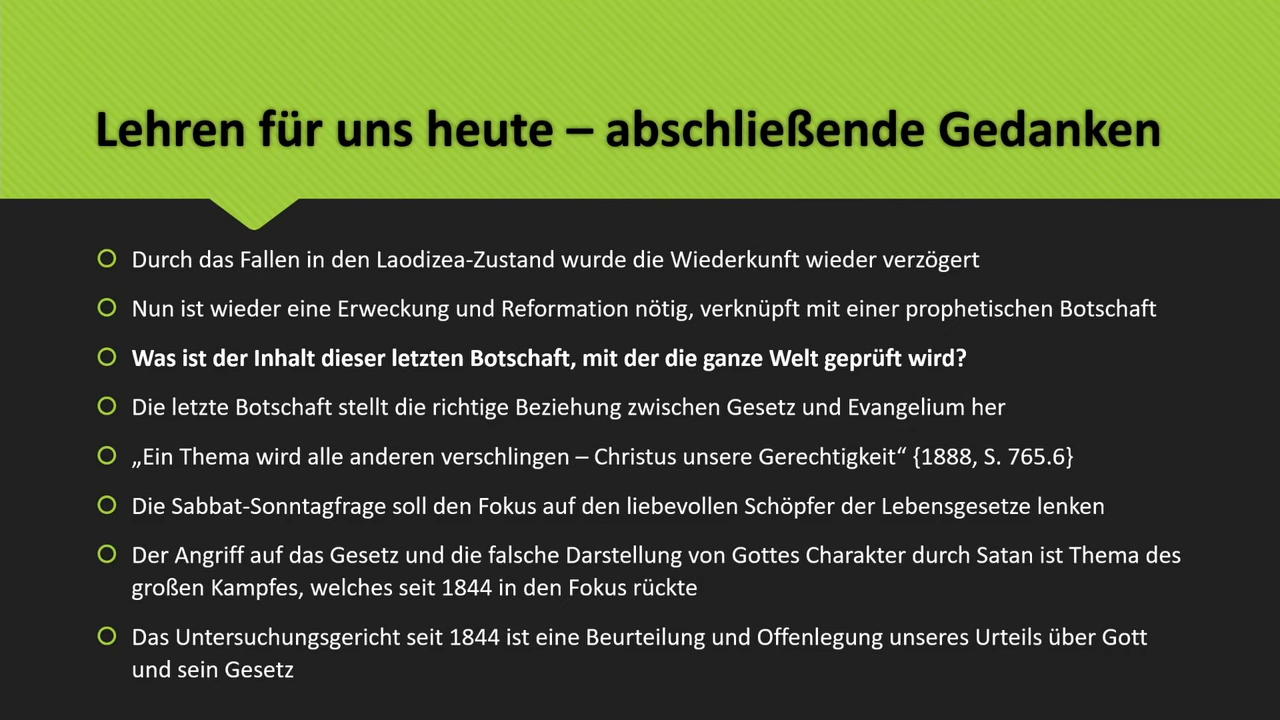 Lehren für uns heute – abschließende Gedanken
Durch das Fallen in den Laodizea-Zustand wurde die Wiederkunft wieder verzögert
Nun ist wieder eine Erweckung und Reformation nötig, verknüpft mit einer prophetischen Botschaft
Was ist der Inhalt dieser letzten Botschaft, mit der die ganze Welt geprüft wird?
Die letzte Botschaft stellt die richtige Beziehung zwischen Gesetz und Evangelium her
„Ein Thema wird alle anderen verschlingen – Christus unsere Gerechtigkeit“ {1888, S. 765.6}
Die Sabbat-Sonntagfrage soll den Fokus auf den liebevollen Schöpfer der Lebensgesetze lenken
Der Angriff auf das Gesetz und die falsche Darstellung von Gottes Charakter durch Satan ist Thema des
großen Kampfes, welches seit 1844 in den Fokus rückte
Das Untersuchungsgericht seit 1844 ist eine Beurteilung und Offenlegung unseres Urteils über Gott
und sein Gesetz